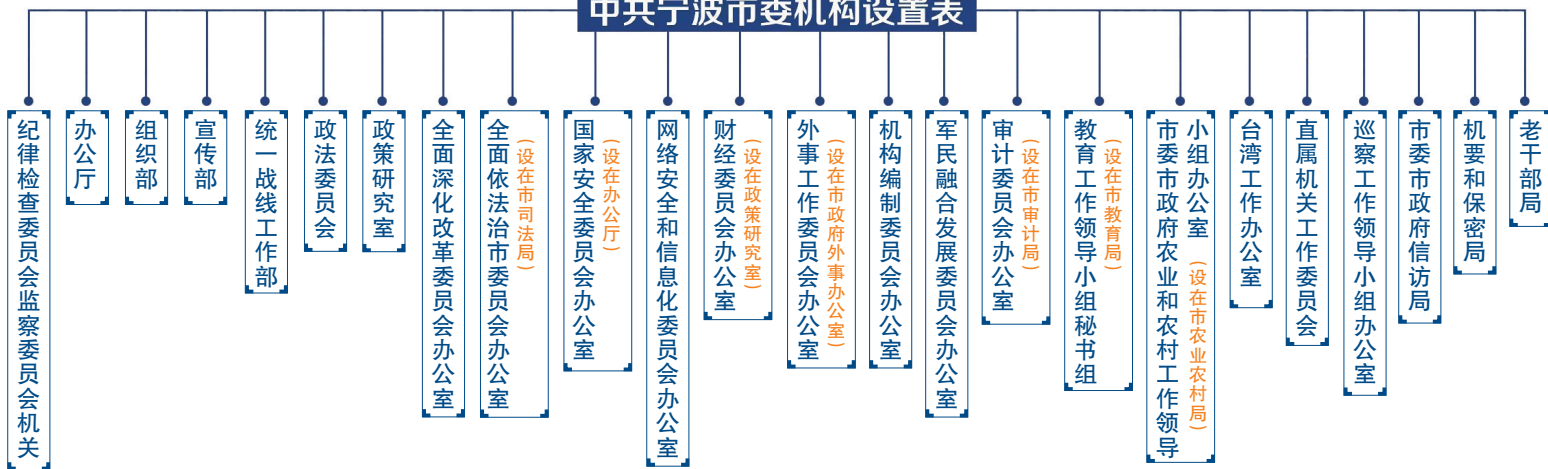 中共宁波市委机构设置表
纪律检查委员会监察委员会机关
办公厅
组织部
宣传部
统一战线工作部
政法委员会
政策研究室
全面深化改革委员会办公室
全面依法治市委员会办公室
(设在市司法局)
国家安全委员会办公室
(设在办公厅)
网络安全和信息化委员会办公室
财经委员会办公室
(设在政策研究室)
外事工作委员会办公室
(设在市政府外事办公室)
机构编制委员会办公室
军民融合发展委员会办公室
审计委员会办公室
(设在市审计局)
教育工作领导小组秘书组
(设在市教育局)
市委市政府农业和农村工作领导
小组办公室 (设在市农业农村局)
台湾工作办公室
直属机关工作委员会
巡察工作领导小组办公室
市委市政府信访局
机要和保密局
老干部局